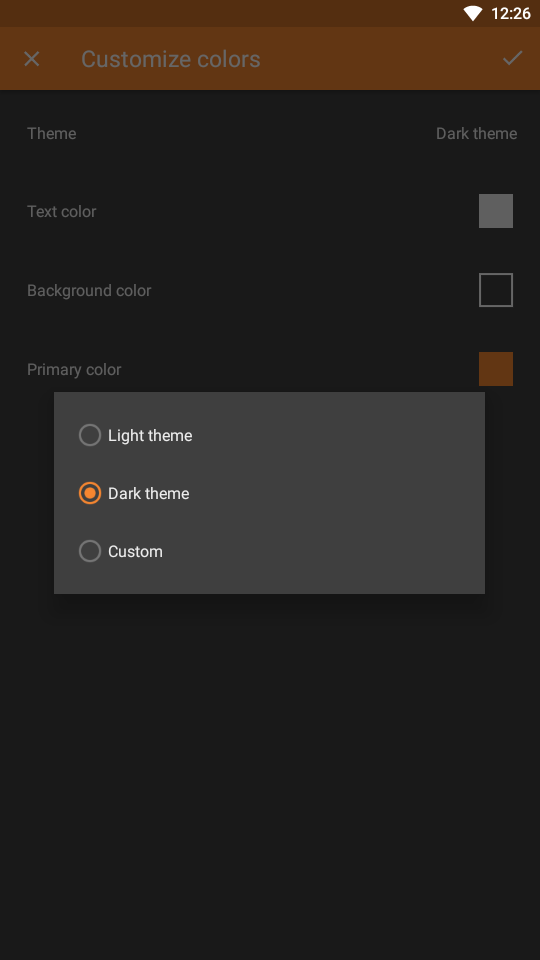 12:26
Customize colors
Theme
Dark theme
Text color
Background color
Primary color
Light theme
Dark theme
Custom